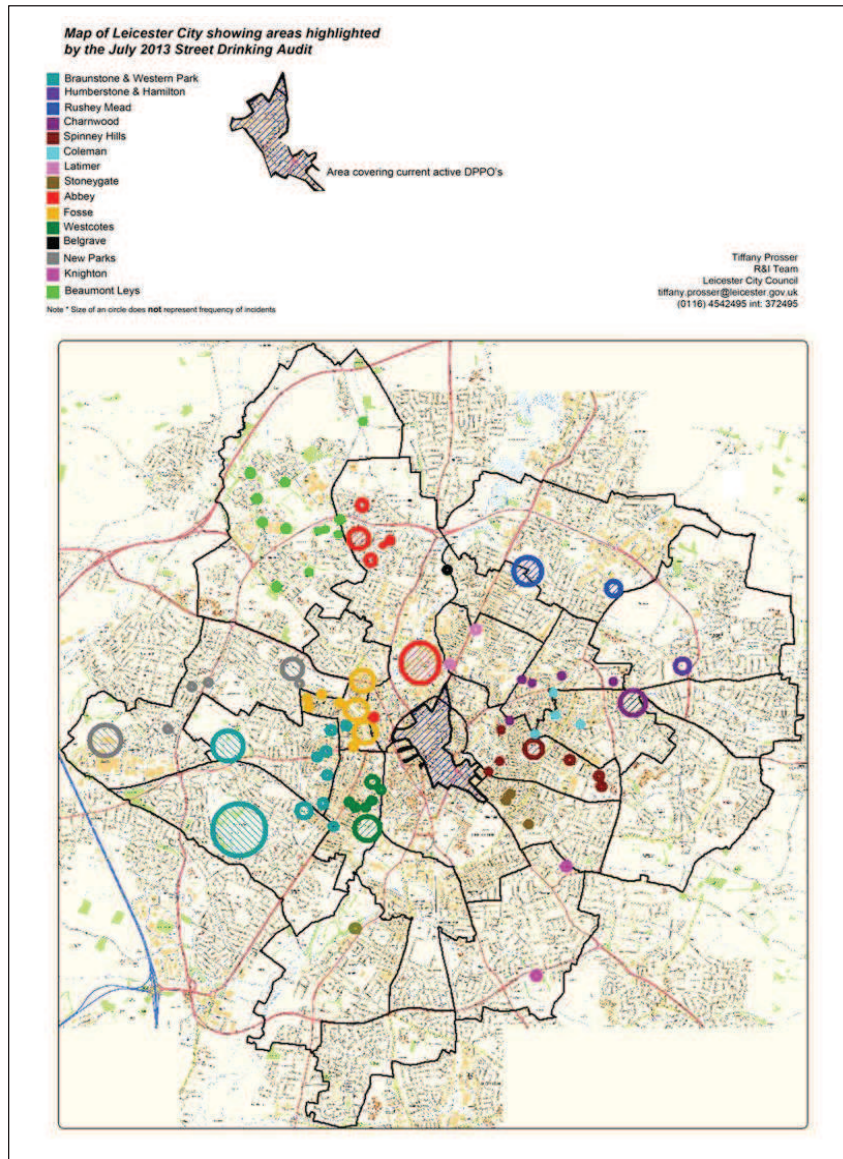 Map of Leicester City showing areas highlighted
by the July 2013 Street Drinking Audit
Braunstone & Western Park
Humberstone & Hamilton
Rushey Mead
Charnwood
Spinney Hills
Coleman
Latimer
Stoneygate
Abbey
Fosse
Westcotes
Belgrave
New Parks
Knighton
Beaumont Leys
Note * Size of an circle does not represent frequency of incidents
Area covering current active DPPO's
Tiffany Prosser
R&I Team
Leicester City Council
tiffany.prosser@leicester.gov.uk
(0116) 4542495 int: 372495